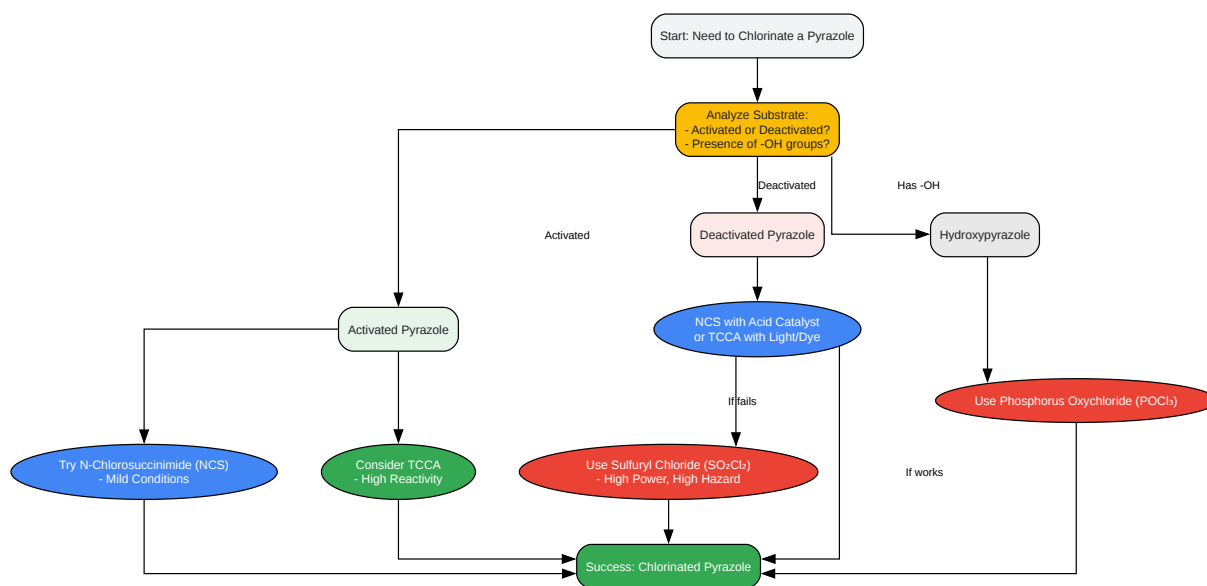 Start: Need to Chlorinate a Pyrazole
Analyze Substrate:
- Activated or Deactivated?
- Presence of -OH groups?
Deactivated
Has -OH
Activated
Deactivated Pyrazole
Hydroxypyrazole
Activated Pyrazole
NCS with Acid Catalyst
or TCCA with Light/Dye
If fails
Use Phosphorus Oxychloride (POCl₃)
Try N-Chlorosuccinimide (NCS)
- Mild Conditions
Consider TCCA
- High Reactivity
Use Sulfuryl Chloride (SO₂Cl₂)
- High Power, High Hazard
If works
Success: Chlorinated Pyrazole